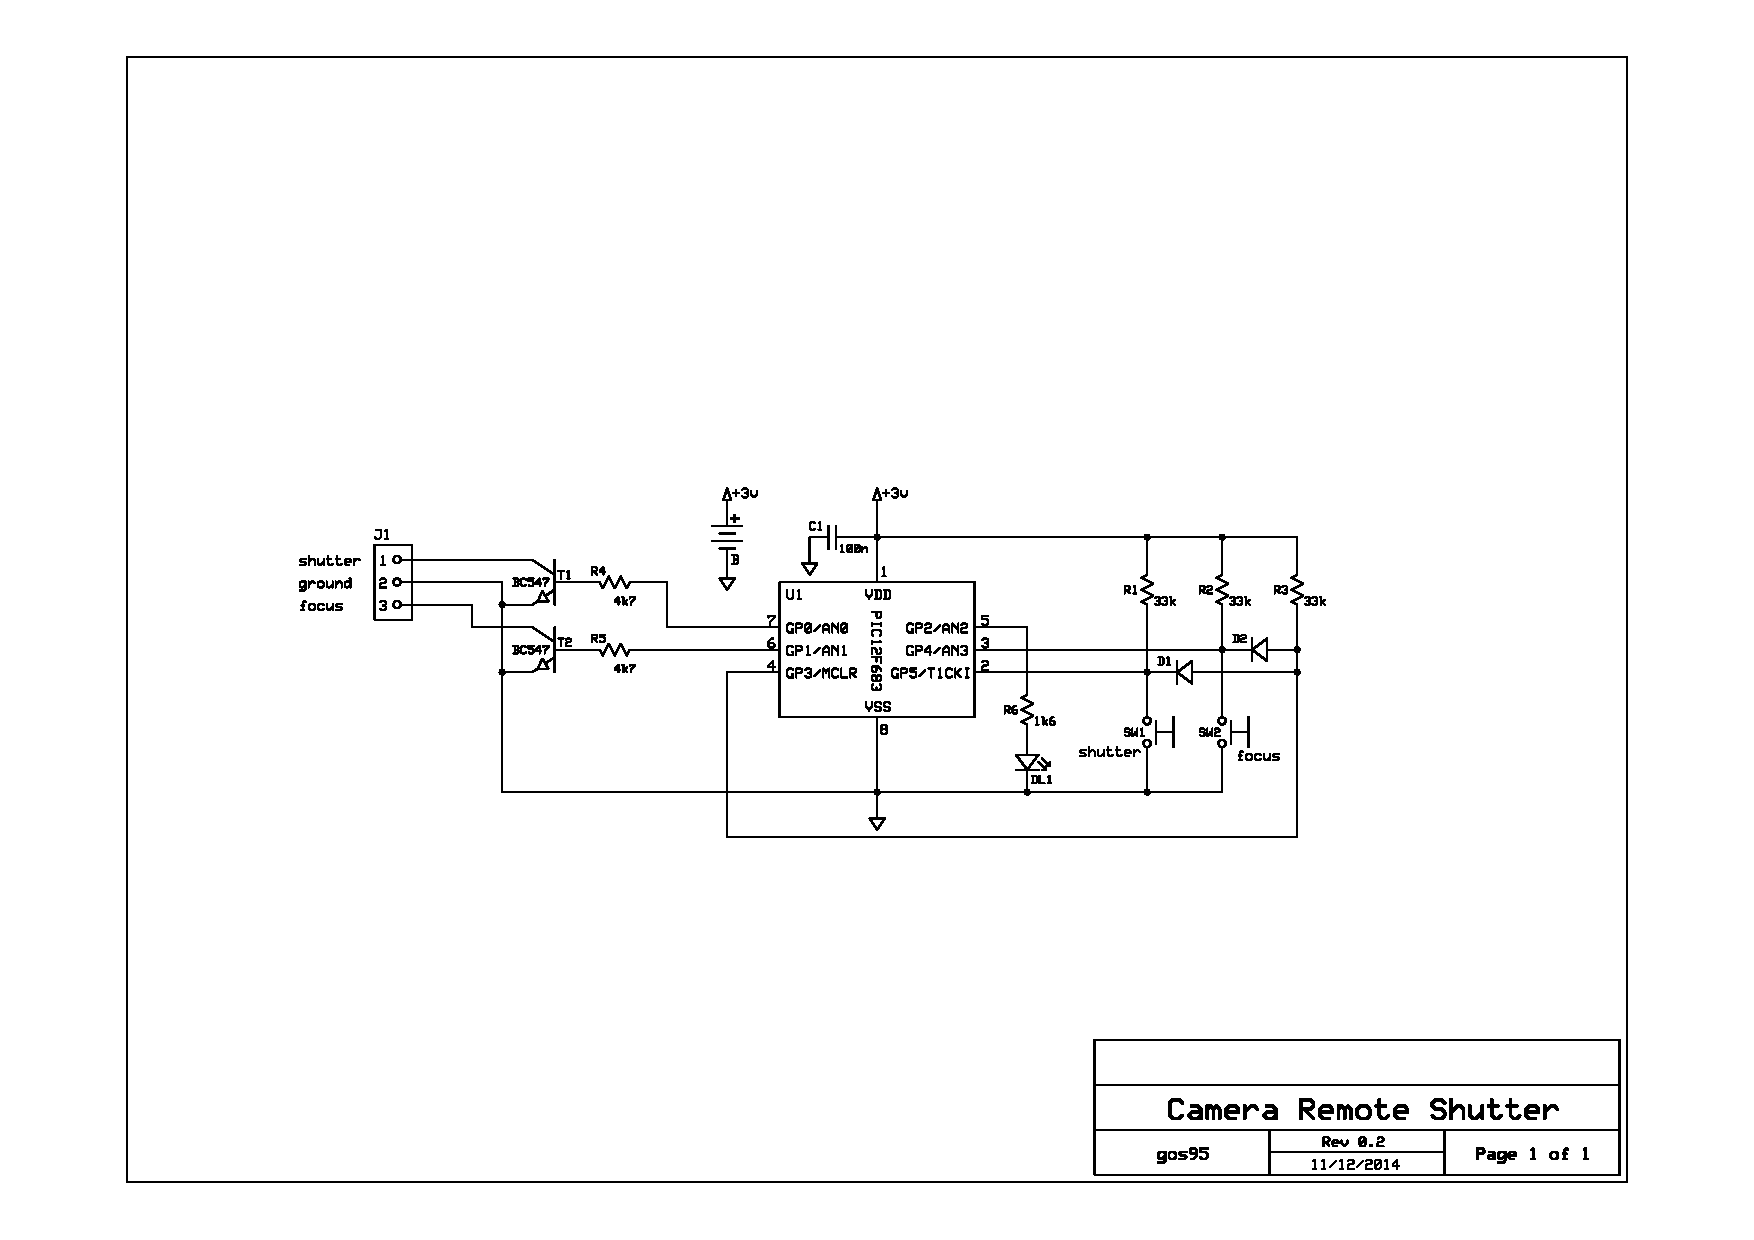 +3v
+3v
+
B
J1
shutter
1
ground
2
focus
3
BC547
T1
R4
4k7
BC547
T2
R5
4k7
C1
100n
1
U1
VDD
PIC12F683
7
GP0/AN0
6
GP1/AN1
4
GP3/MCLR
GP2/AN2
5
GP4/AN3
3
GP5/T1CKI
2
VSS
8
R1
33k
R2
33k
R3
33k
D2
D1
R6
1k6
DL1
SW1
shutter
SW2
focus
Camera Remote Shutter
gos95
Rev 0.2
11/12/2014
Page 1 of 1